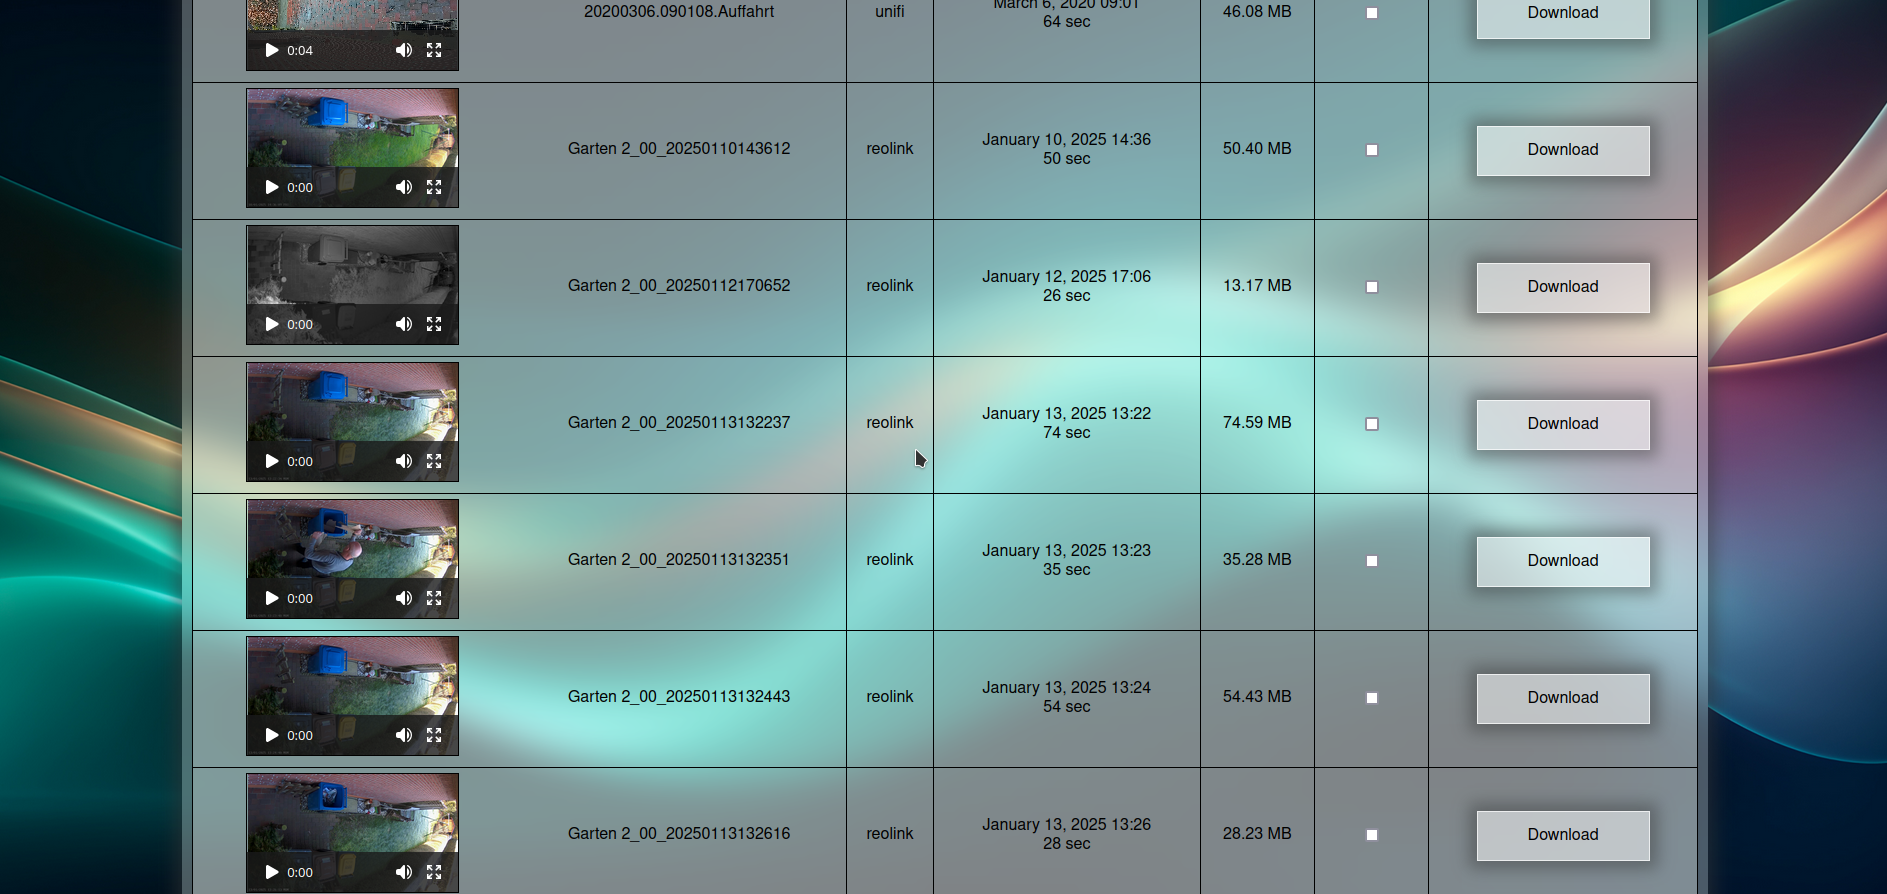 March 6, 2020 09:01
20200306.090108.Auffahrt unifi 64 sec 46.08 MB Download
0:04
January 10, 2025 14:36
Garten 2_00_20250110143612 reolink 50 sec 50.40 MB Download
0:00
January 12, 2025 17:06
Garten 2_00_20250112170652 reolink 26 sec 13.17 MB Download
0:00
January 13, 2025 13:22
Garten 2_00_20250113132237 reolink 74 sec 74.59 MB Download
0:00
January 13, 2025 13:23
Garten 2_00_20250113132351 reolink 35 sec 35.28 MB Download
0:00
January 13, 2025 13:24
Garten 2_00_20250113132443 reolink 54 sec 54.43 MB Download
0:00
January 13, 2025 13:26
Garten 2_00_20250113132616 reolink 28 sec 28.23 MB Download
0:00